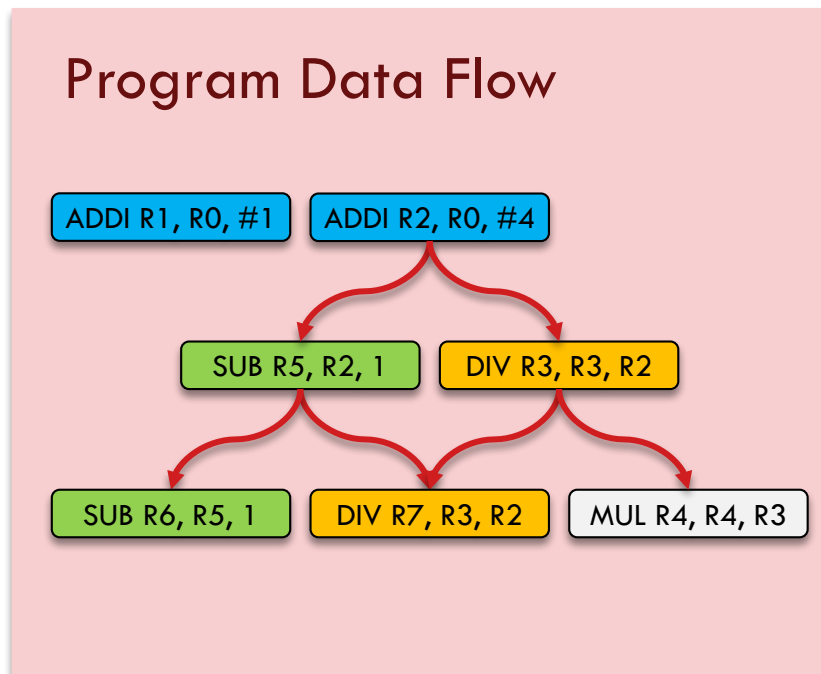 Program Data Flow
ADDI R1, R0, #1
ADDI R2, R0, #4
SUB R5, R2, 1
DIV R3, R3, R2
SUB R6, R5, 1
DIV R7, R3, R2
MUL R4, R4, R3